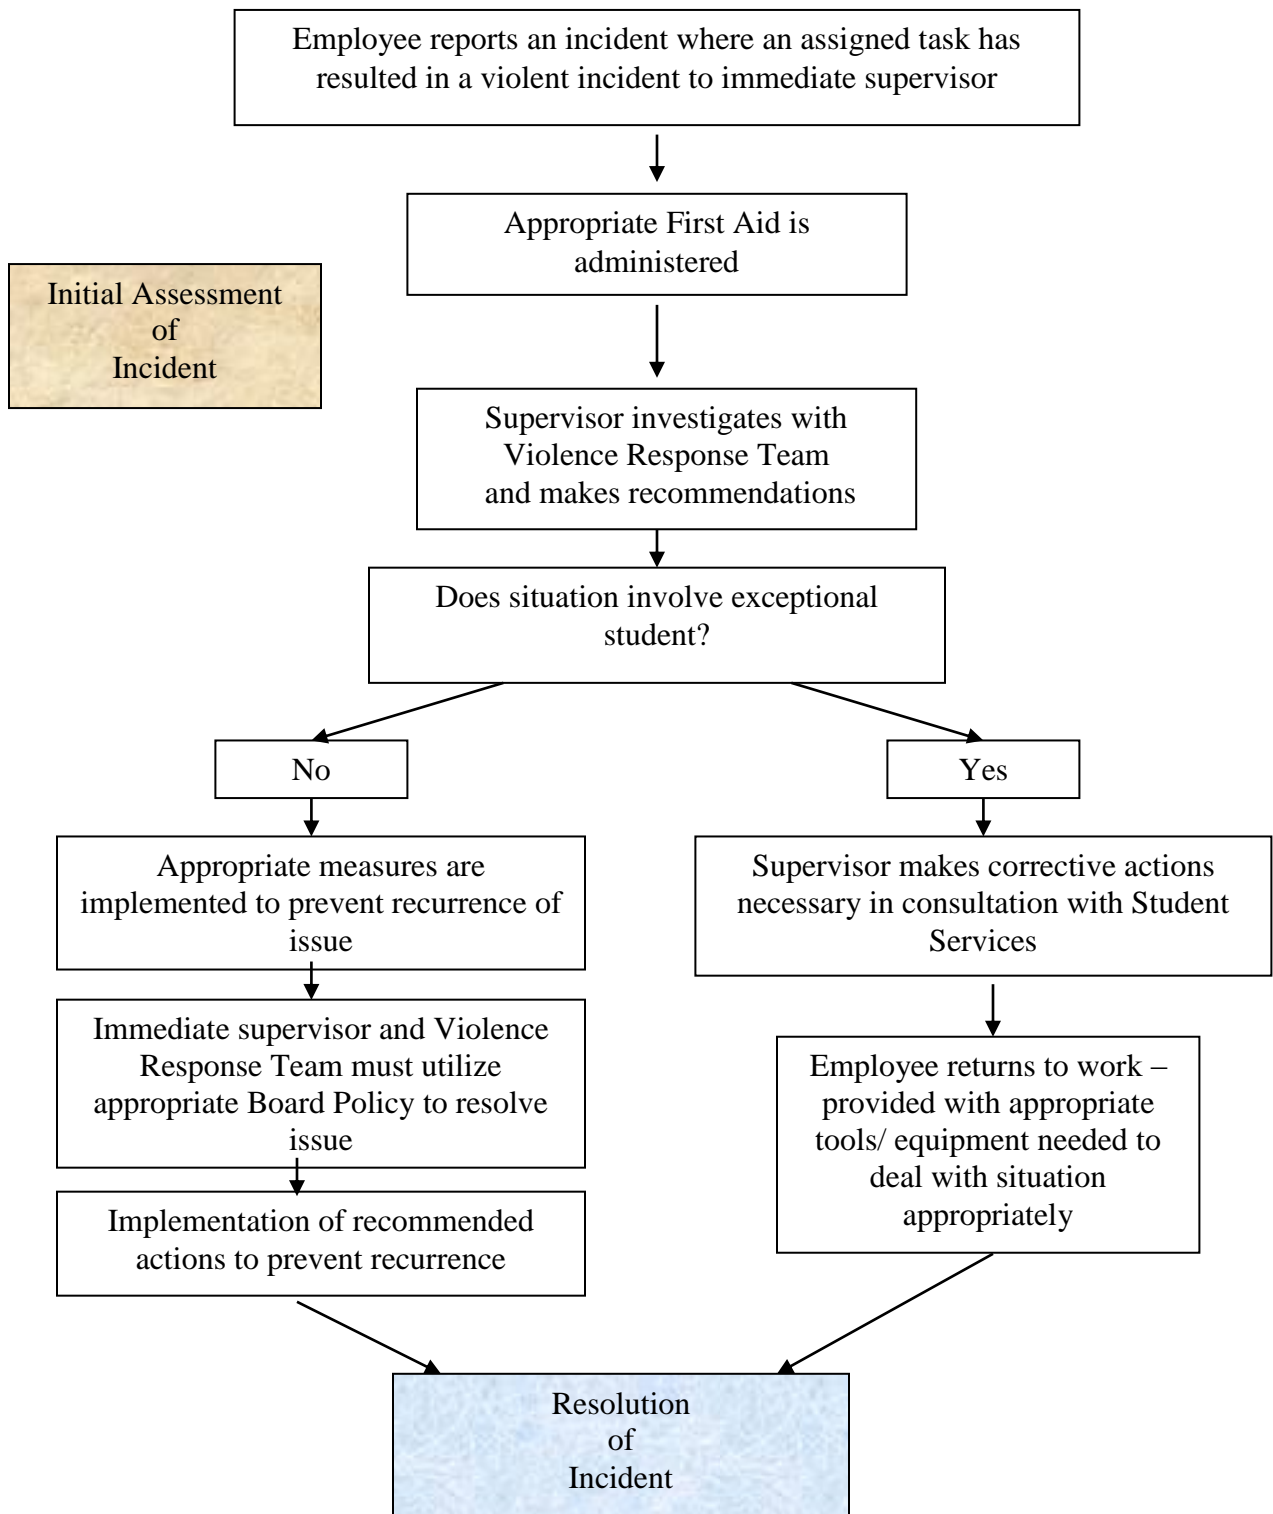 Employee reports an incident where an assigned task has
resulted in a violent incident to immediate supervisor
Appropriate First Aid is
administered
Initial Assessment
of
Incident
Supervisor investigates with
Violence Response Team
and makes recommendations
Does situation involve exceptional
student?
No
Yes
Appropriate measures are
implemented to prevent recurrence of
issue
Supervisor makes corrective actions
necessary in consultation with Student
Services
Immediate supervisor and Violence
Response Team must utilize
appropriate Board Policy to resolve
issue
Employee returns to work –
provided with appropriate
tools/ equipment needed to
deal with situation
appropriately
Implementation of recommended
actions to prevent recurrence
Resolution
of
Incident